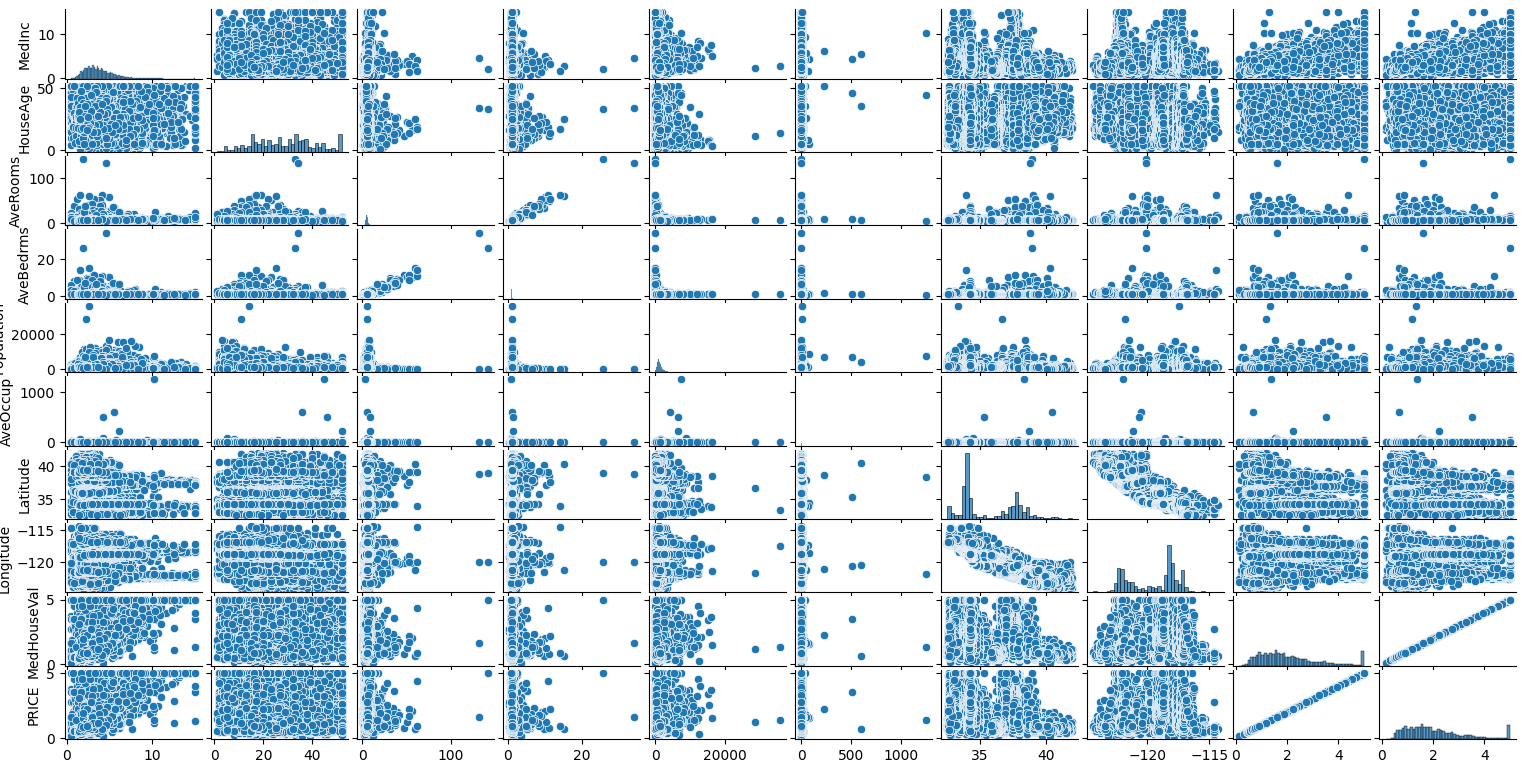 MedInc
10
0
HouseAge
50
0
AveRooms
100
0
AveBedrms
20
0
Population
20000
0
AveOccup
1000
0
Latitude
40
35
Longitude
−115
−120
MedHouseVal
5
0
PRICE
5
0
0 10 0 20 40 0 100 0 20 0 20000 0 500 1000 35 40 −120 −115 0 2 4 0 2 4